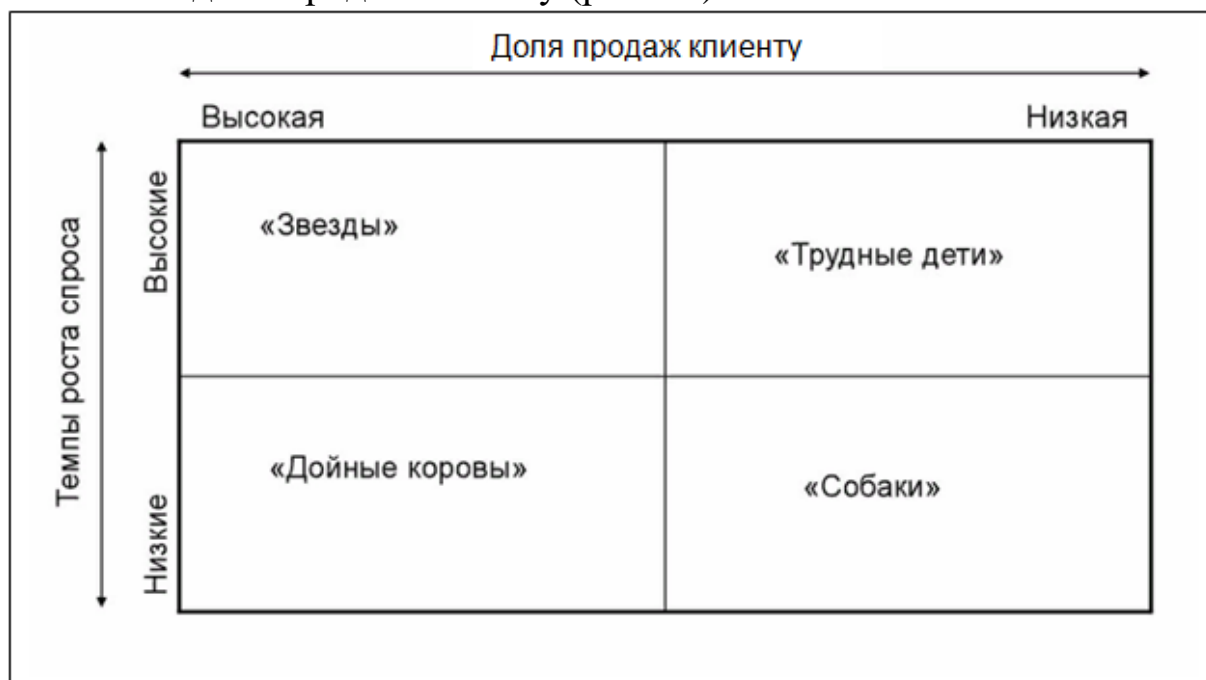 Доля продаж клиенту
Высокая
Низкая
Темпы роста спроса
Высокие
«Звезды»
«Трудные дети»
Низкие
«Дойные коровы»
«Собаки»